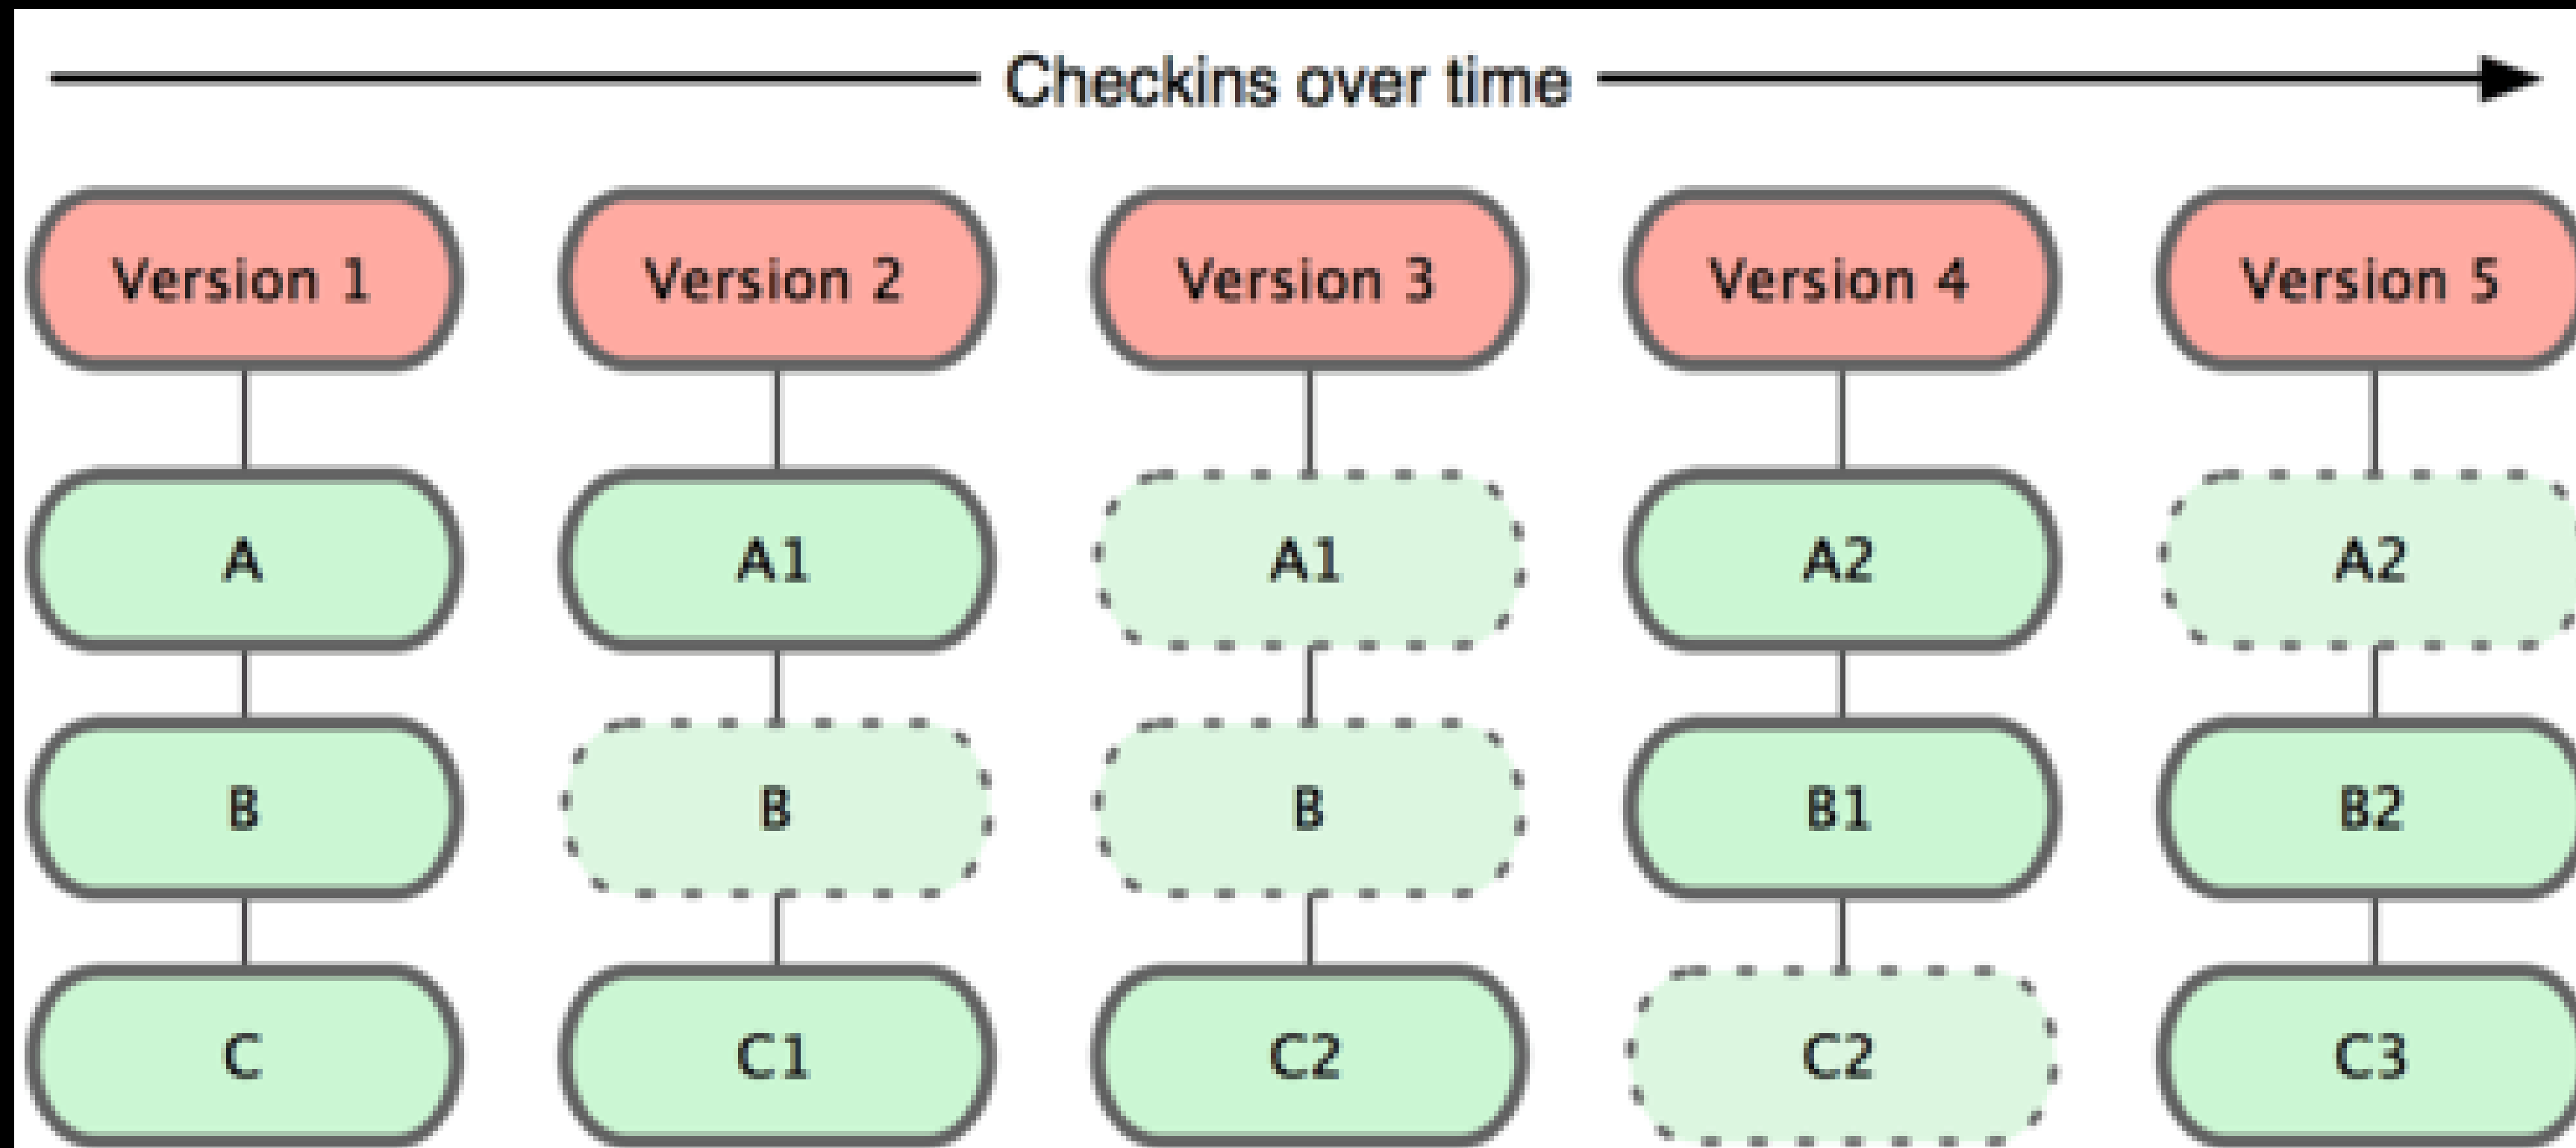 Checkins over time
Version 1 Version 2 Version 3 Version 4 Version 5
A A1 A1 A2 A2
B B B B1 B2
C C1 C2 C2 C3